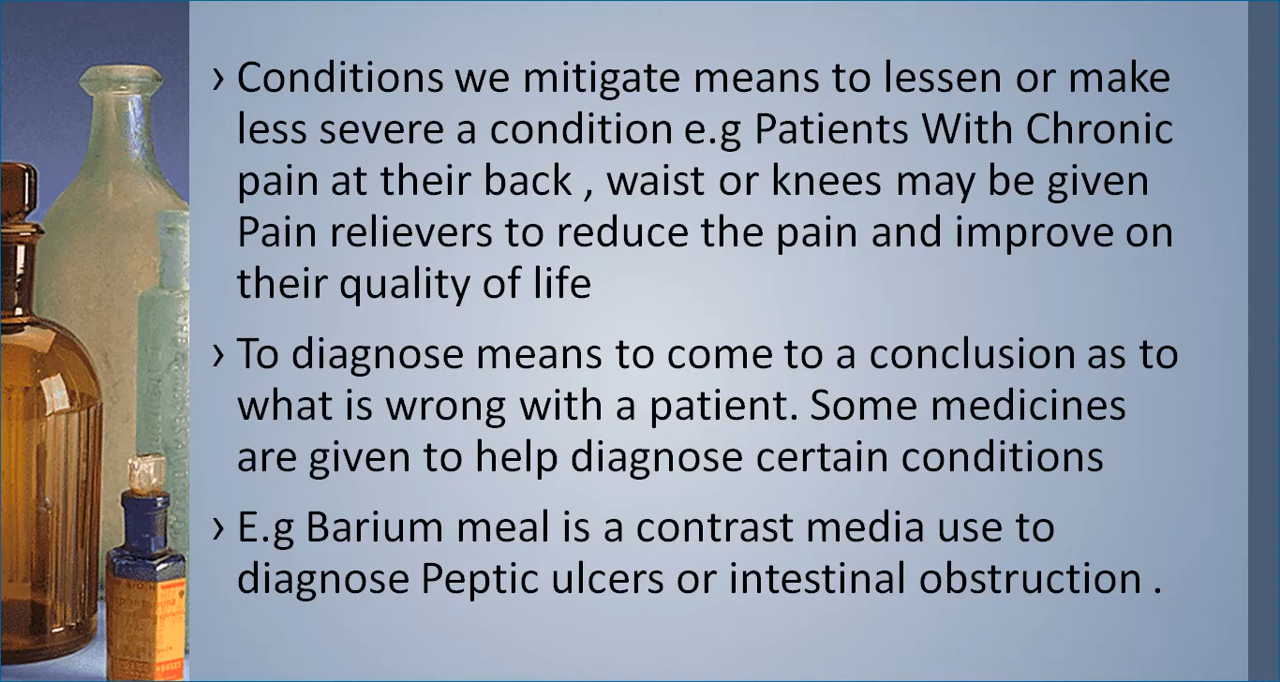 › Conditions we mitigate means to lessen or make
less severe a condition e.g Patients With Chronic
pain at their back , waist or knees may be given
Pain relievers to reduce the pain and improve on
their quality of life
› To diagnose means to come to a conclusion as to
what is wrong with a patient. Some medicines
are given to help diagnose certain conditions
› E.g Barium meal is a contrast media use to
diagnose Peptic ulcers or intestinal obstruction .